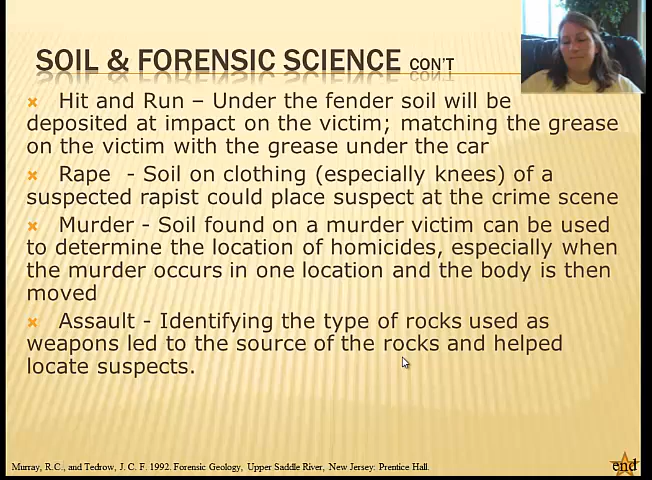 SOIL & FORENSIC SCIENCE CON'T
Hit and Run – Under the fender soil will be
deposited at impact on the victim; matching the grease
on the victim with the grease under the car
Rape - Soil on clothing (especially knees) of a
suspected rapist could place suspect at the crime scene
Murder - Soil found on a murder victim can be used
to determine the location of homicides, especially when
the murder occurs in one location and the body is then
moved
Assault - Identifying the type of rocks used as
weapons led to the source of the rocks and helped
locate suspects.
Murray, R.C., and Tedrow, J. C. F. 1992. Forensic Geology, Upper Saddle River, New Jersey: Prentice Hall.
end